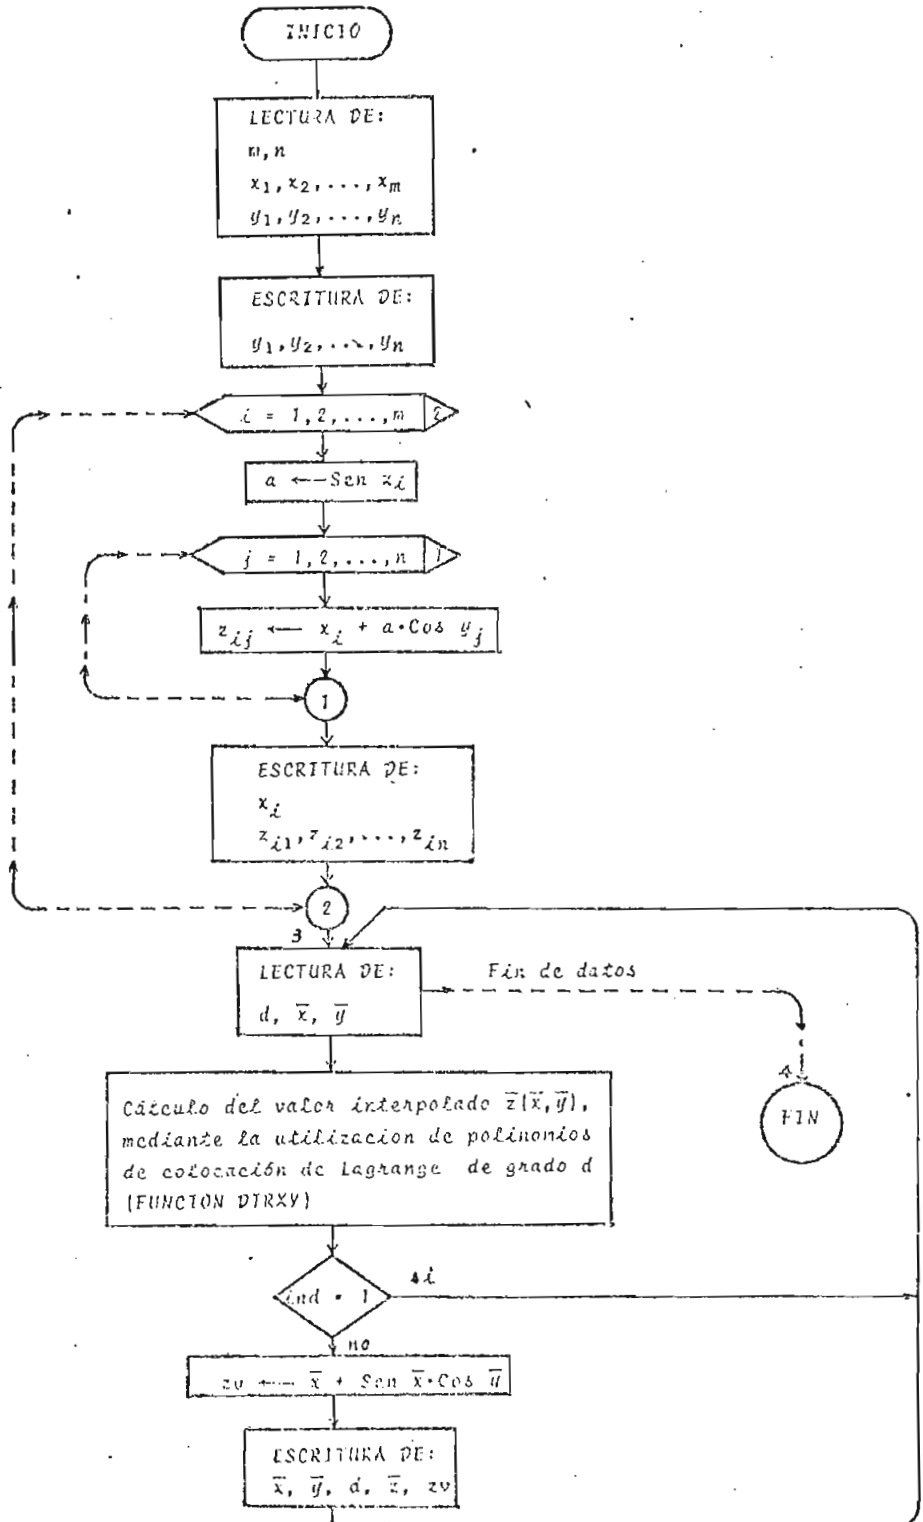 INICIO
LECTURA DE:
m,n
x1,x2,...,xm
y1,y2,...,yn
ESCRITURA DE:
y1,y2,...,yn
i = 1,2,...,m 2
a ← Sen xi
j = 1,2,...,n 1
zij ← xi + a·Cos yj
1
ESCRITURA DE:
xi
zi1,zi2,...,zin
2
3
LECTURA DE:
d, x̅, y̅
Fin de datos
4
FIN
Cálculo del valor interpolado z̅(x̅,y̅),
mediante la utilizacion de polinomios
de colocación de Lagrange de grado d
(FUNCION DTRXY)
ind = 1
si
no
zv ← x̅ + Sen x̅·Cos y̅
ESCRITURA DE:
x̅, y̅, d, z̅, zv